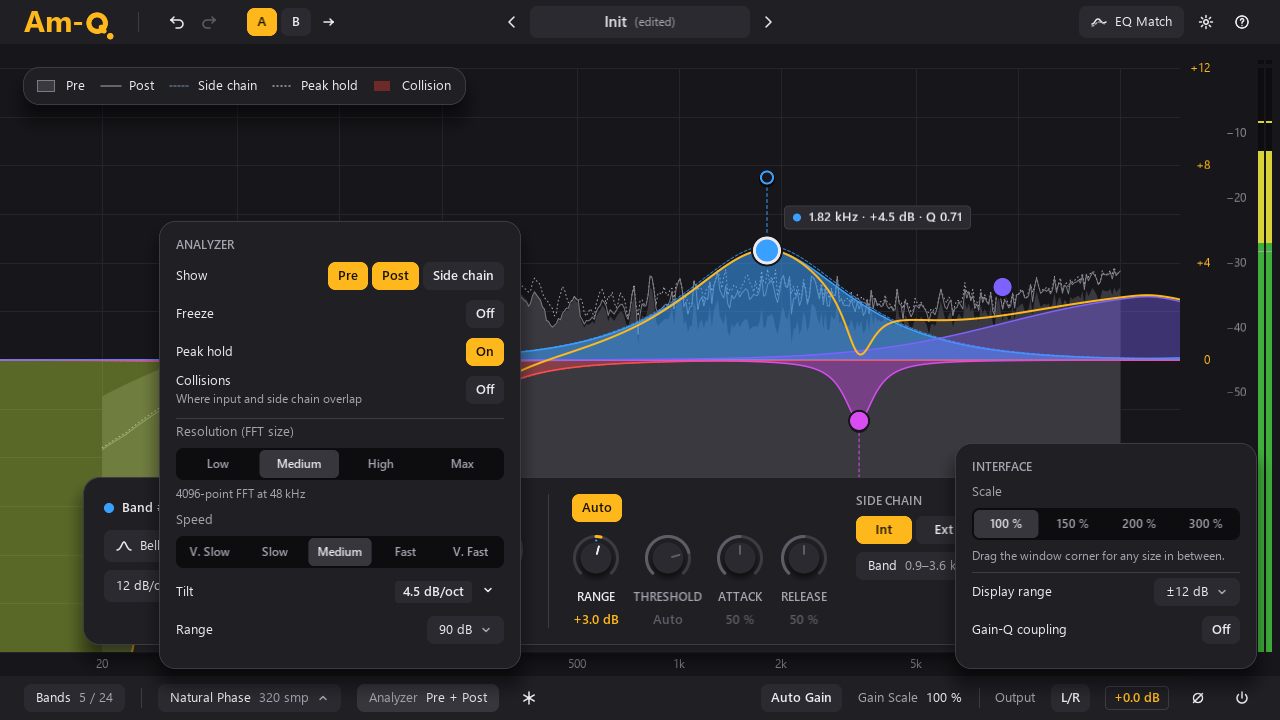 Am-Q
A
B
Init (edited)
EQ Match
Pre
Post
Side chain
Peak hold
Collision
+12
−10
+8
−20
1.82 kHz · +4.5 dB · Q 0.71
+4
−30
−40
0
−50
ANALYZER
Show
Pre
Post
Side chain
Freeze
Off
Peak hold
On
Collisions
Where input and side chain overlap
Off
Resolution (FFT size)
Low
Medium
High
Max
4096-point FFT at 48 kHz
Speed
V. Slow
Slow
Medium
Fast
V. Fast
Tilt
4.5 dB/oct
Range
90 dB
Band
Bell
12 dB/o
Auto
RANGE
+3.0 dB
THRESHOLD
Auto
ATTACK
50 %
RELEASE
50 %
SIDE CHAIN
Int
Ext
Band 0.9–3.6 k
INTERFACE
Scale
100 %
150 %
200 %
300 %
Drag the window corner for any size in between.
Display range
±12 dB
Gain-Q coupling
Off
20
500
1k
2k
5k
Bands 5 / 24
Natural Phase 320 smp
Analyzer Pre + Post
Auto Gain
Gain Scale 100 %
Output
L/R
+0.0 dB